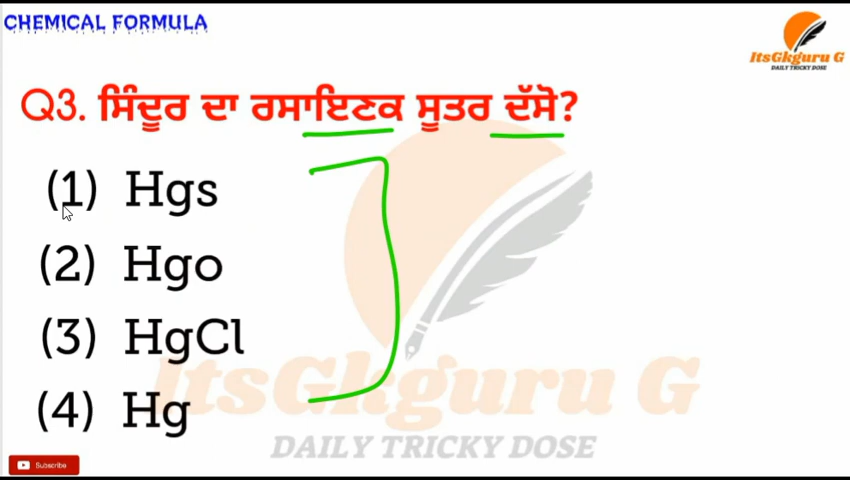 CHEMICAL FORMULA
ItsGkguru G
DAILY TRICKY DOSE
Q3. ਸਿੰਦੂਰ ਦਾ ਰਸਾਇਣਕ ਸੂਤਰ ਦੱਸੋ?
(1) Hgs
(2) Hgo
(3) HgCl
(4) Hg
ItsGkguru G
DAILY TRICKY DOSE
Subscribe